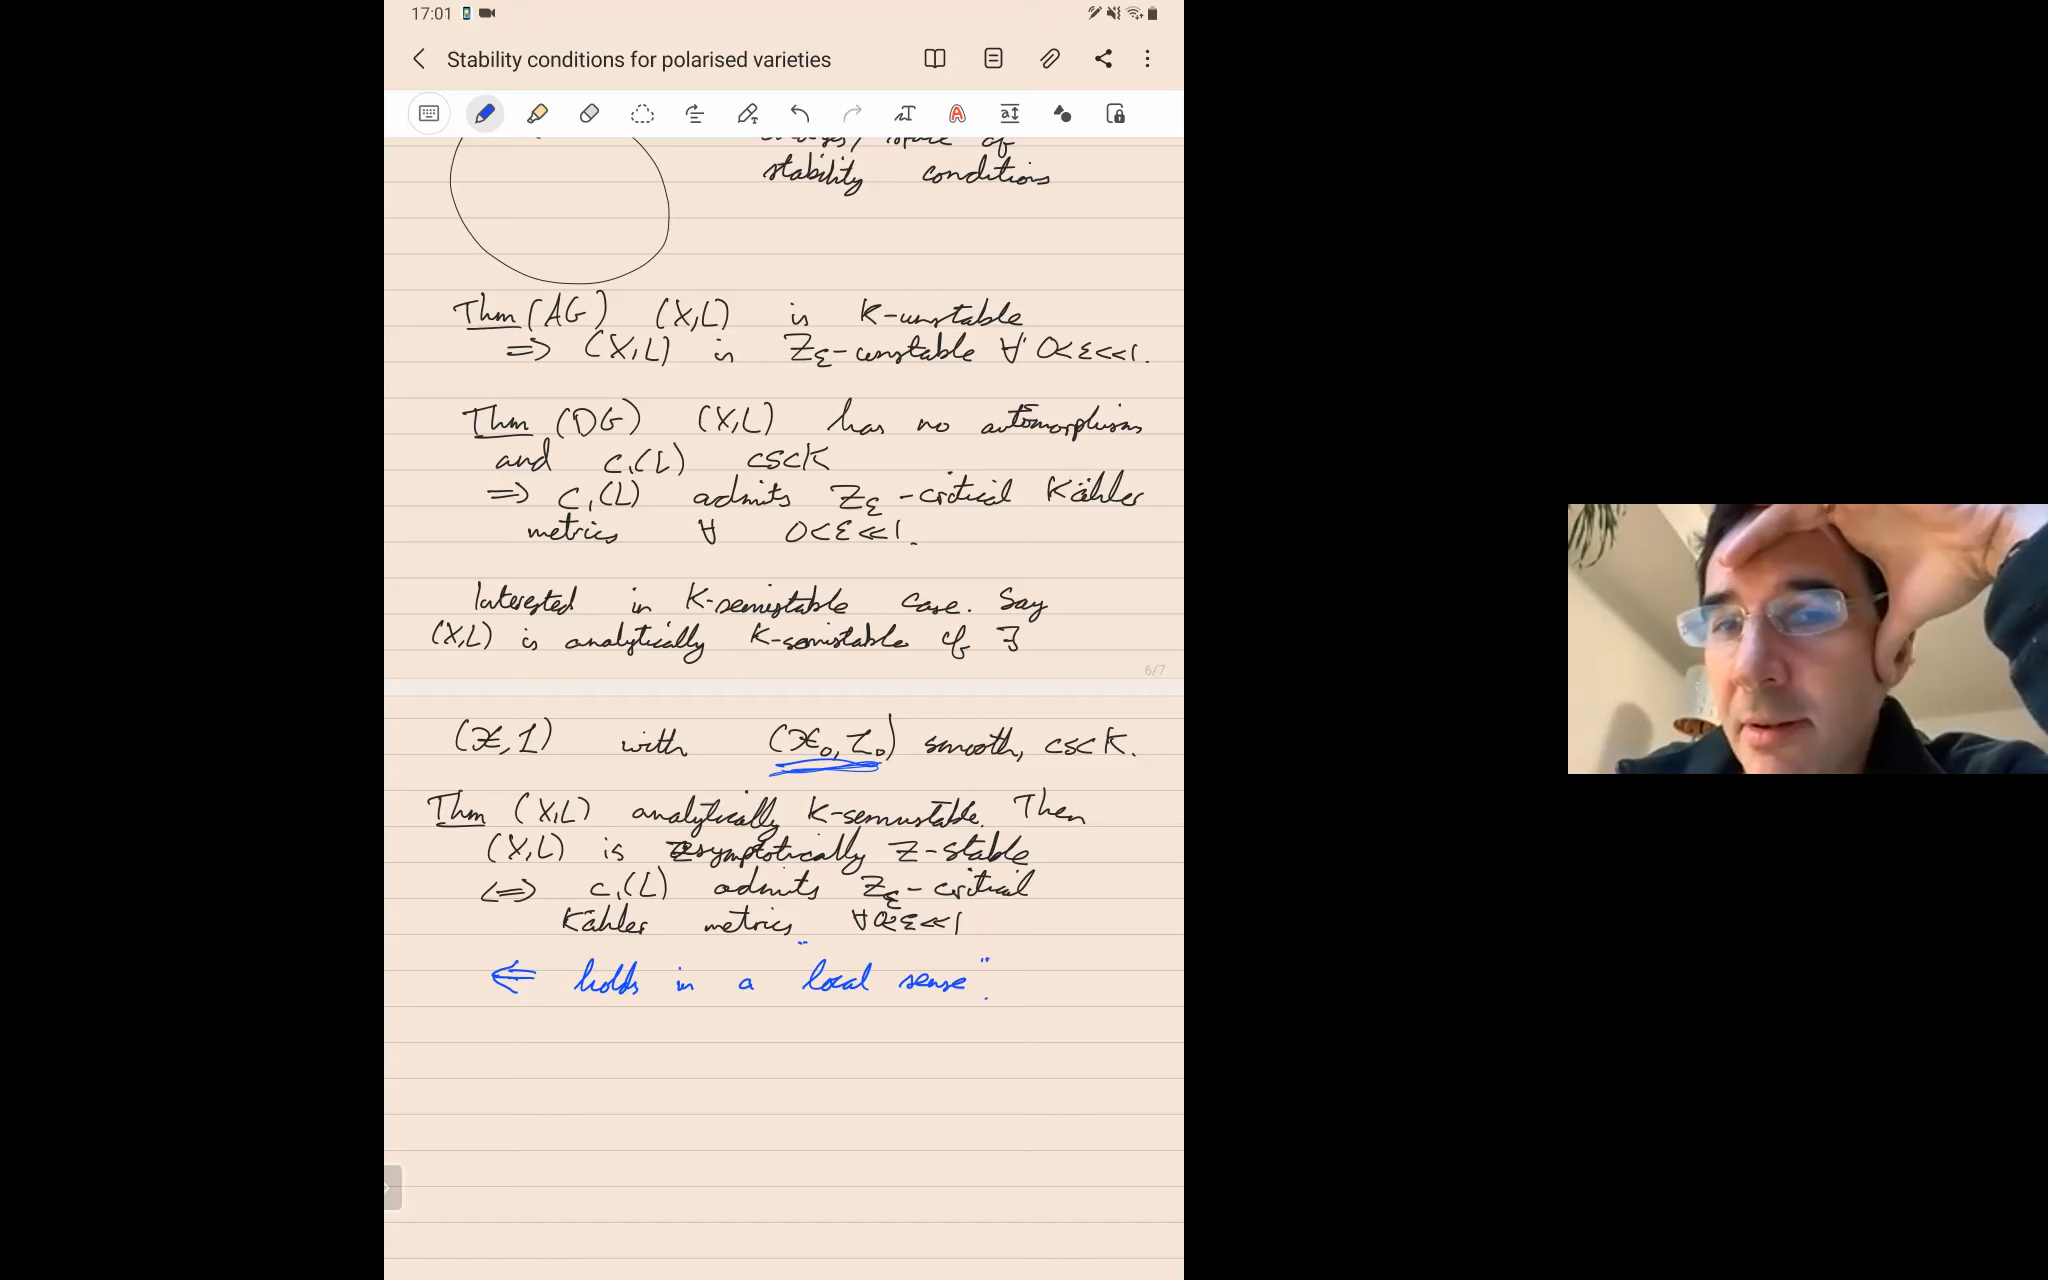 17:01
Stability conditions for polarised varieties
space of
stability conditions
Thm (AG) (X,L) is K-unstable
⇒ (X,L) is Z_ε-unstable ∀ 0<ε<<1.
Thm (DG) (X,L) has no automorphisms
and c₁(L) cscK
⇒ c₁(L) admits Z_ε-critical Kähler
metrics ∀ 0<ε<<1.
Interested in K-semistable case. Say
(X,L) is analytically K-semistable if ∃
6/7
(𝒳,ℒ) with (𝒳₀,ℒ₀) smooth, cscK.
Thm (X,L) analytically K-semistable. Then
(X,L) is asymptotically Z-stable
⇔ c₁(L) admits Z_ε-critical
Kähler metrics ∀ 0<ε<<1
⇐ holds in a "local sense".